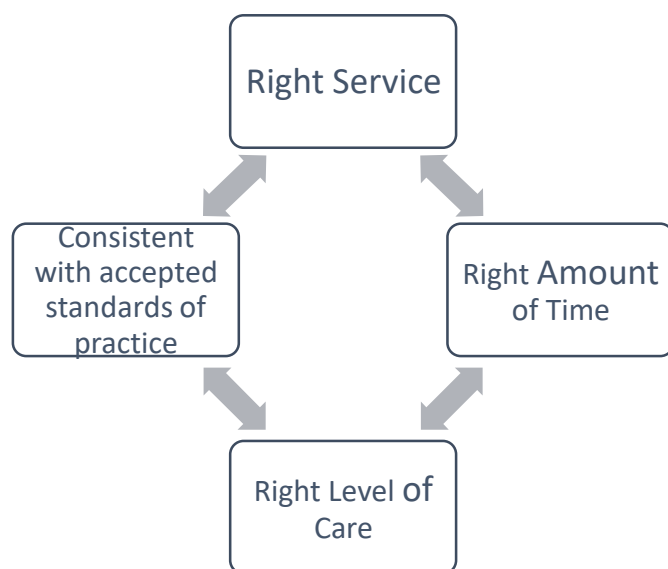 Right Service
Consistent
with accepted
standards of
practice
Right Amount
of Time
Right Level of
Care